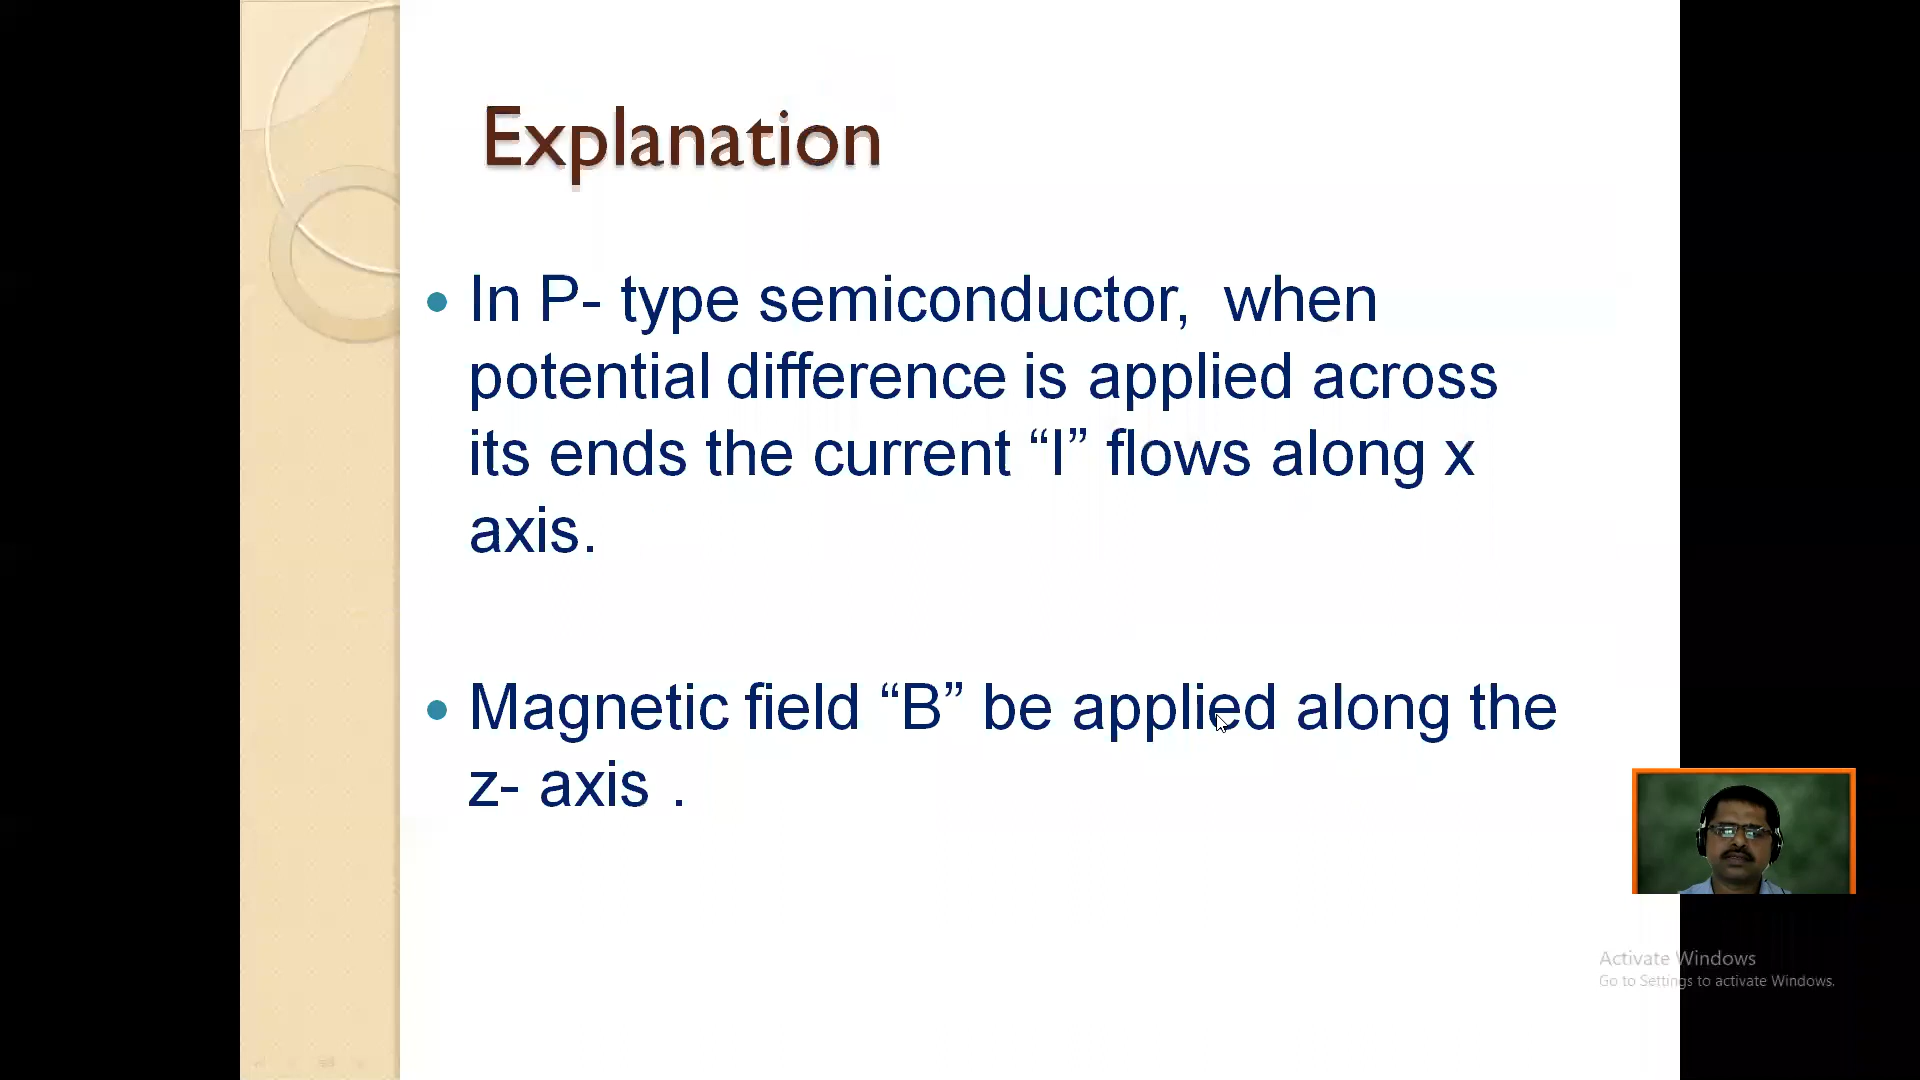 Explanation
• In P- type semiconductor,  when
potential difference is applied across
its ends the current “I” flows along x
axis.
• Magnetic field “B” be applied along the
z- axis .
Activate Windows
Go to Settings to activate Windows.